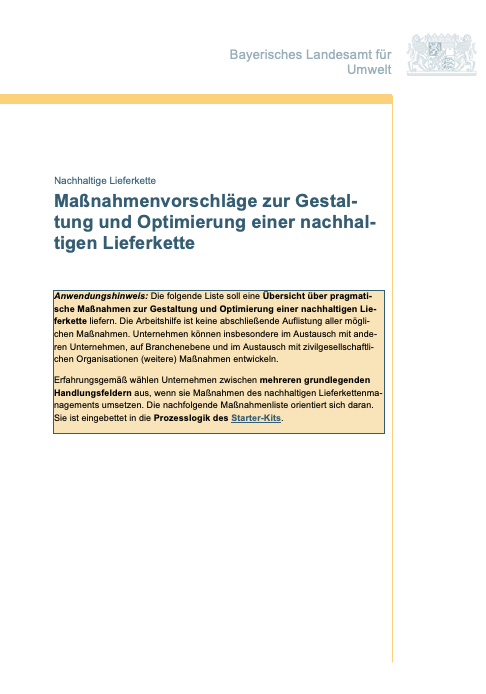 Bayerisches Landesamt für
Umwelt
Nachhaltige Lieferkette
Maßnahmenvorschläge zur Gestal-
tung und Optimierung einer nachhal-
tigen Lieferkette
Anwendungshinweis: Die folgende Liste soll eine Übersicht über pragmati-
sche Maßnahmen zur Gestaltung und Optimierung einer nachhaltigen Lie-
ferkette liefern. Die Arbeitshilfe ist keine abschließende Auflistung aller mögli-
chen Maßnahmen. Unternehmen können insbesondere im Austausch mit ande-
ren Unternehmen, auf Branchenebene und im Austausch mit zivilgesellschaftli-
chen Organisationen (weitere) Maßnahmen entwickeln.
Erfahrungsgemäß wählen Unternehmen zwischen mehreren grundlegenden
Handlungsfeldern aus, wenn sie Maßnahmen des nachhaltigen Lieferkettenma-
nagements umsetzen. Die nachfolgende Maßnahmenliste orientiert sich daran.
Sie ist eingebettet in die Prozesslogik des Starter-Kits.